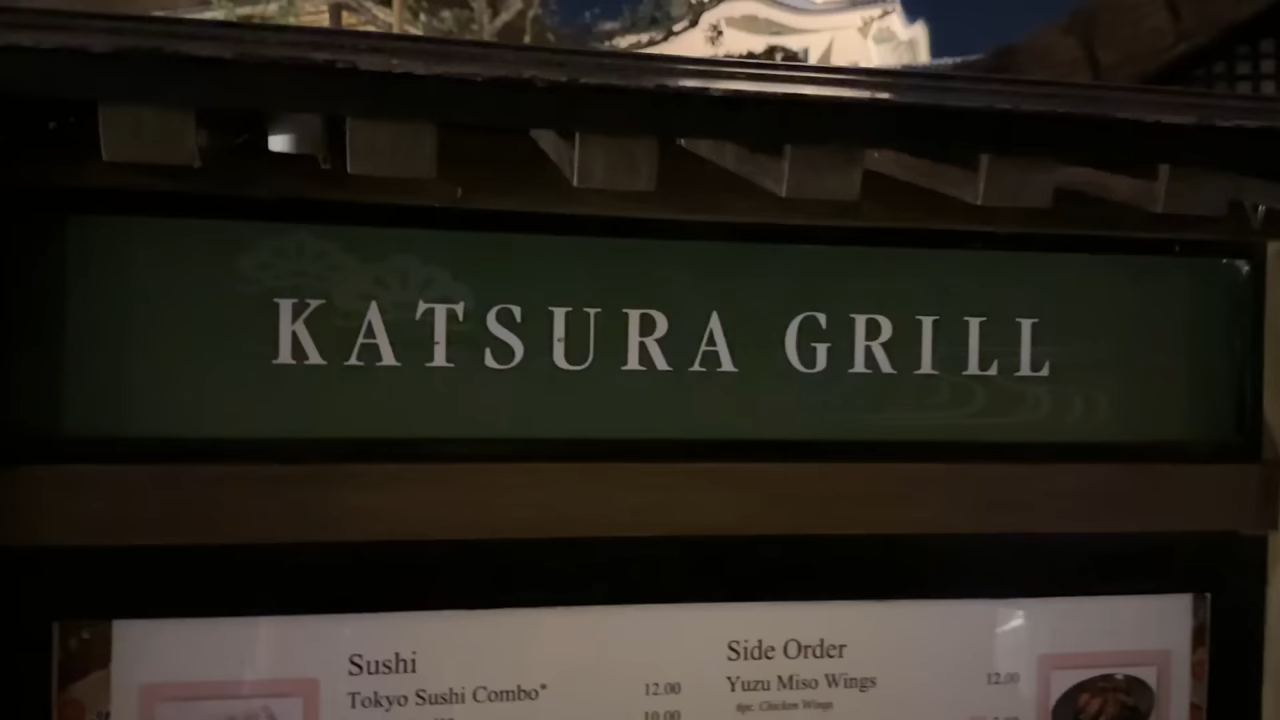 KATSURA GRILL
Sushi
Tokyo Sushi Combo* 12.00
10.00
Side Order
Yuzu Miso Wings 12.00
6pc. Chicken Wings